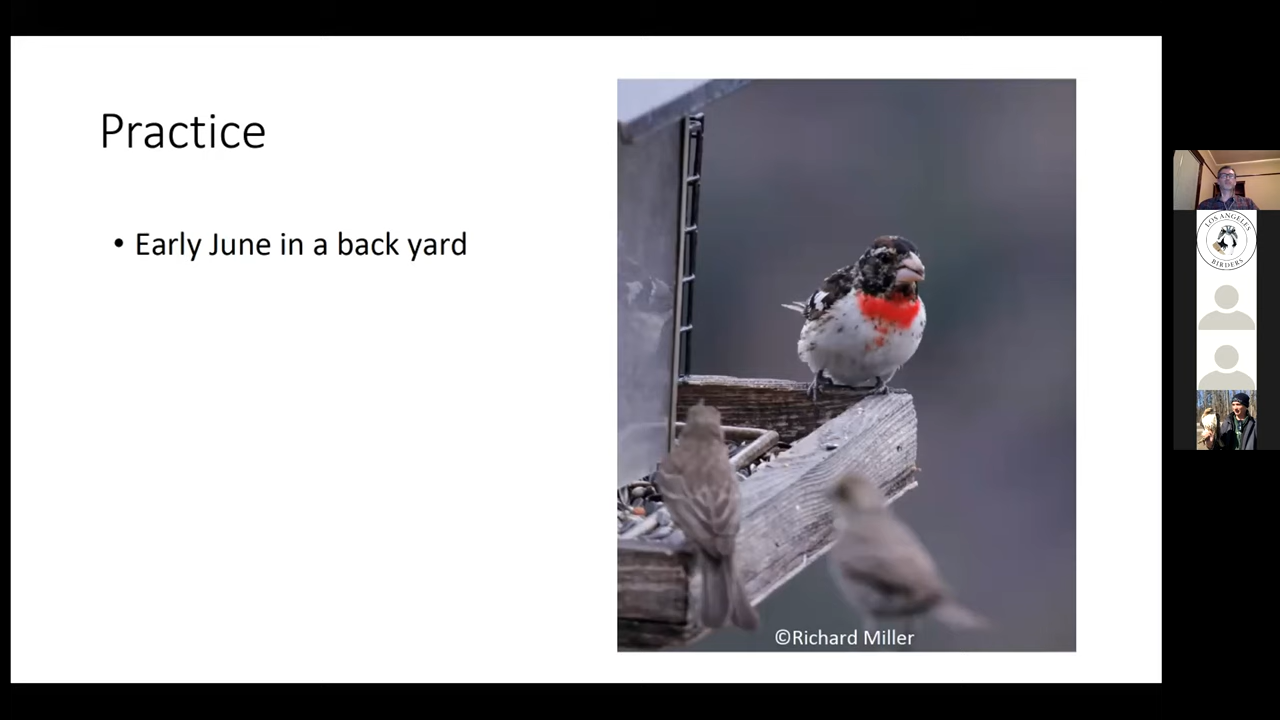 Practice
• Early June in a back yard
©Richard Miller
LOS ANGELES
BIRDERS